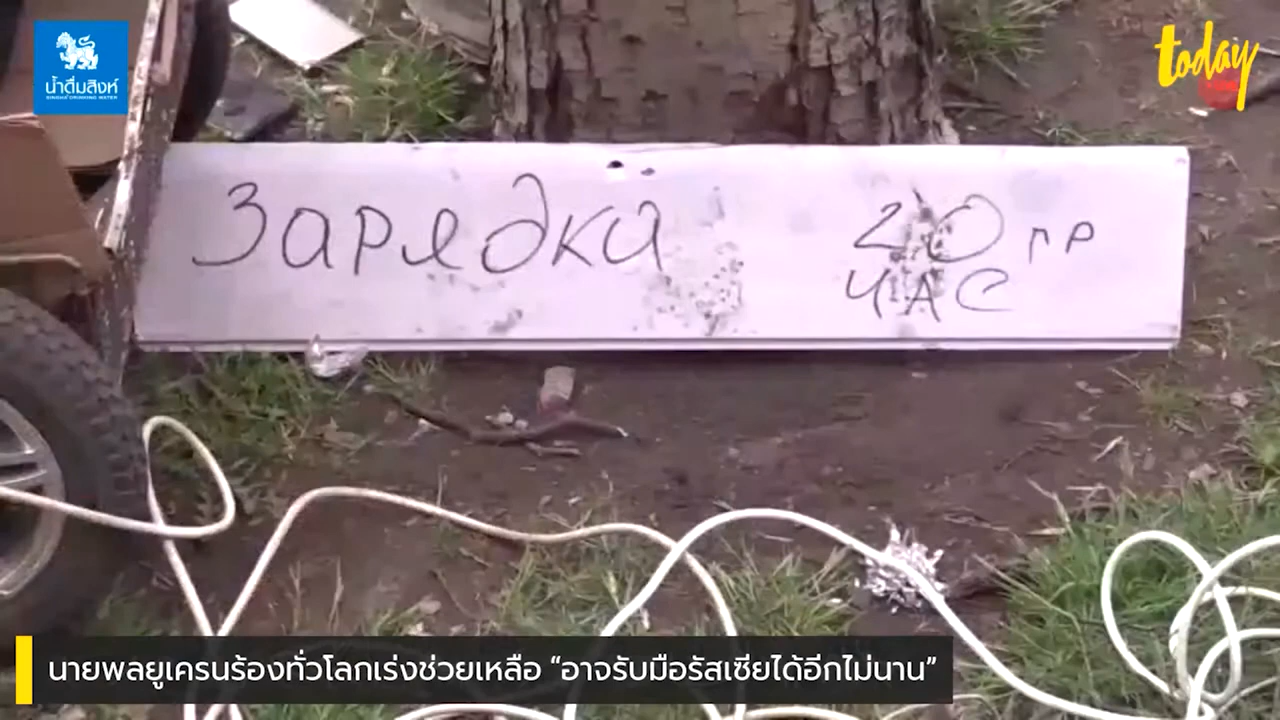 น้ำดื่มสิงห์
SINGHA DRINKING WATER
today
Зарядка 20 гр
ЧАС
นายพลยูเครนร้องทั่วโลกเร่งช่วยเหลือ “อาจรับมือรัสเซียได้อีกไม่นาน”